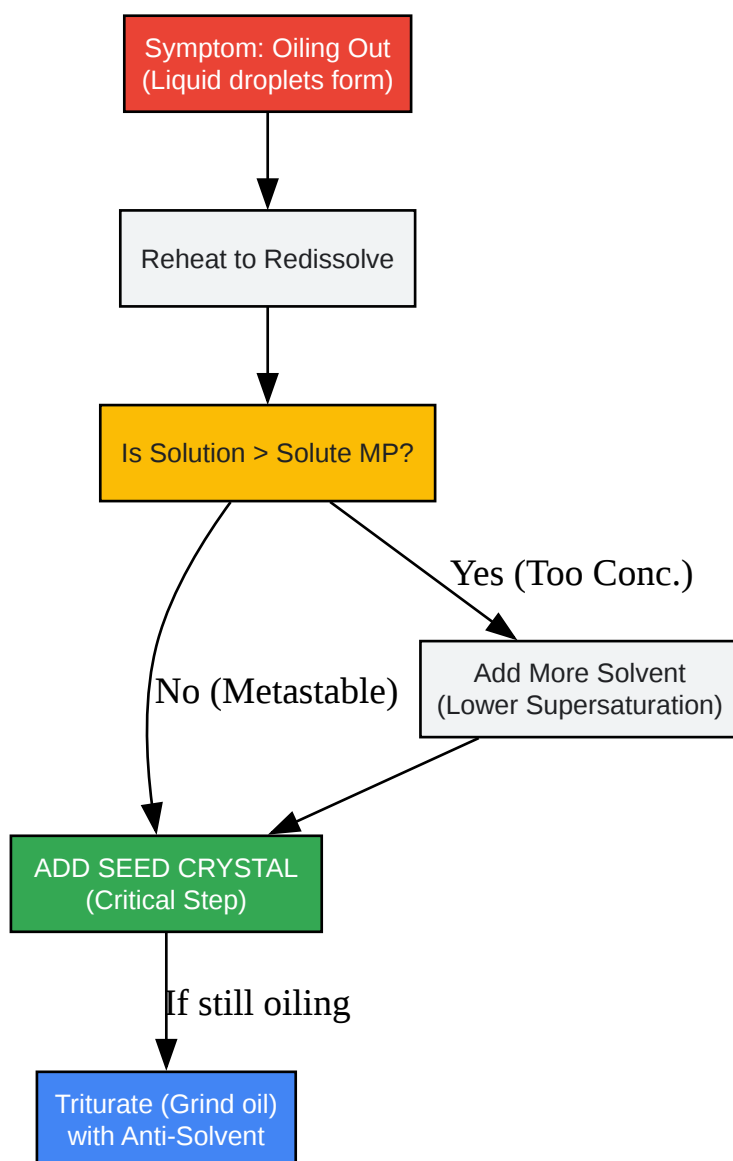 Symptom: Oiling Out
(Liquid droplets form)
Reheat to Redissolve
Is Solution > Solute MP?
Yes (Too Conc.)
Add More Solvent
(Lower Supersaturation)
No (Metastable)
ADD SEED CRYSTAL
(Critical Step)
If still oiling
Triturate (Grind oil)
with Anti-Solvent